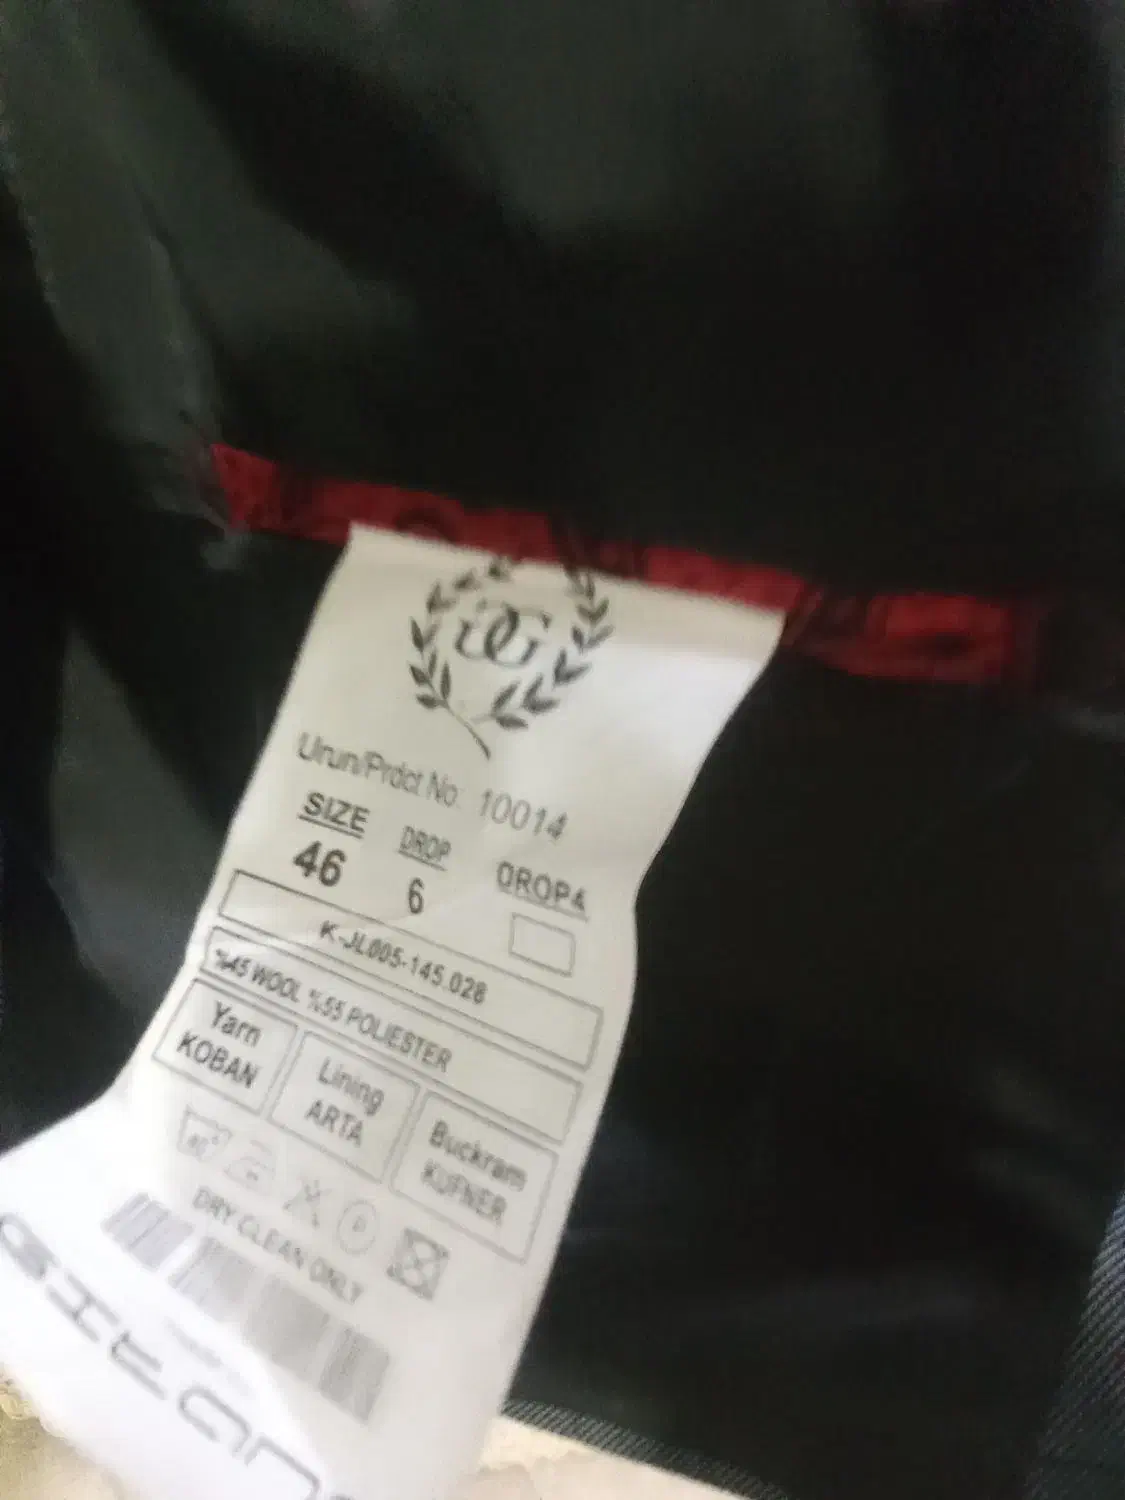 GG
Urun/Prdct No: 10014
SIZE DROP DROP4
46 6
K-JL005-145.028
%45 WOOL %55 POLIESTER
Yarn Lining Buckram
KOBAN ARTA KUFNER
DRY CLEAN ONLY